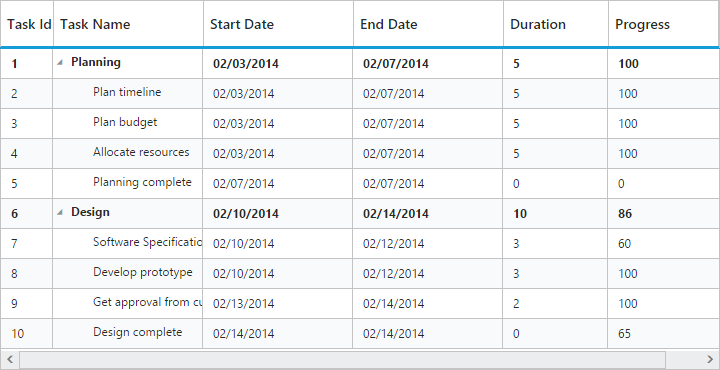 Task Id Task Name Start Date End Date Duration Progress
1 Planning 02/03/2014 02/07/2014 5 100
2 Plan timeline 02/03/2014 02/07/2014 5 100
3 Plan budget 02/03/2014 02/07/2014 5 100
4 Allocate resources 02/03/2014 02/07/2014 5 100
5 Planning complete 02/07/2014 02/07/2014 0 0
6 Design 02/10/2014 02/14/2014 10 86
7 Software Specificatio 02/10/2014 02/12/2014 3 60
8 Develop prototype 02/10/2014 02/12/2014 3 100
9 Get approval from cu 02/13/2014 02/14/2014 2 100
10 Design complete 02/14/2014 02/14/2014 0 65